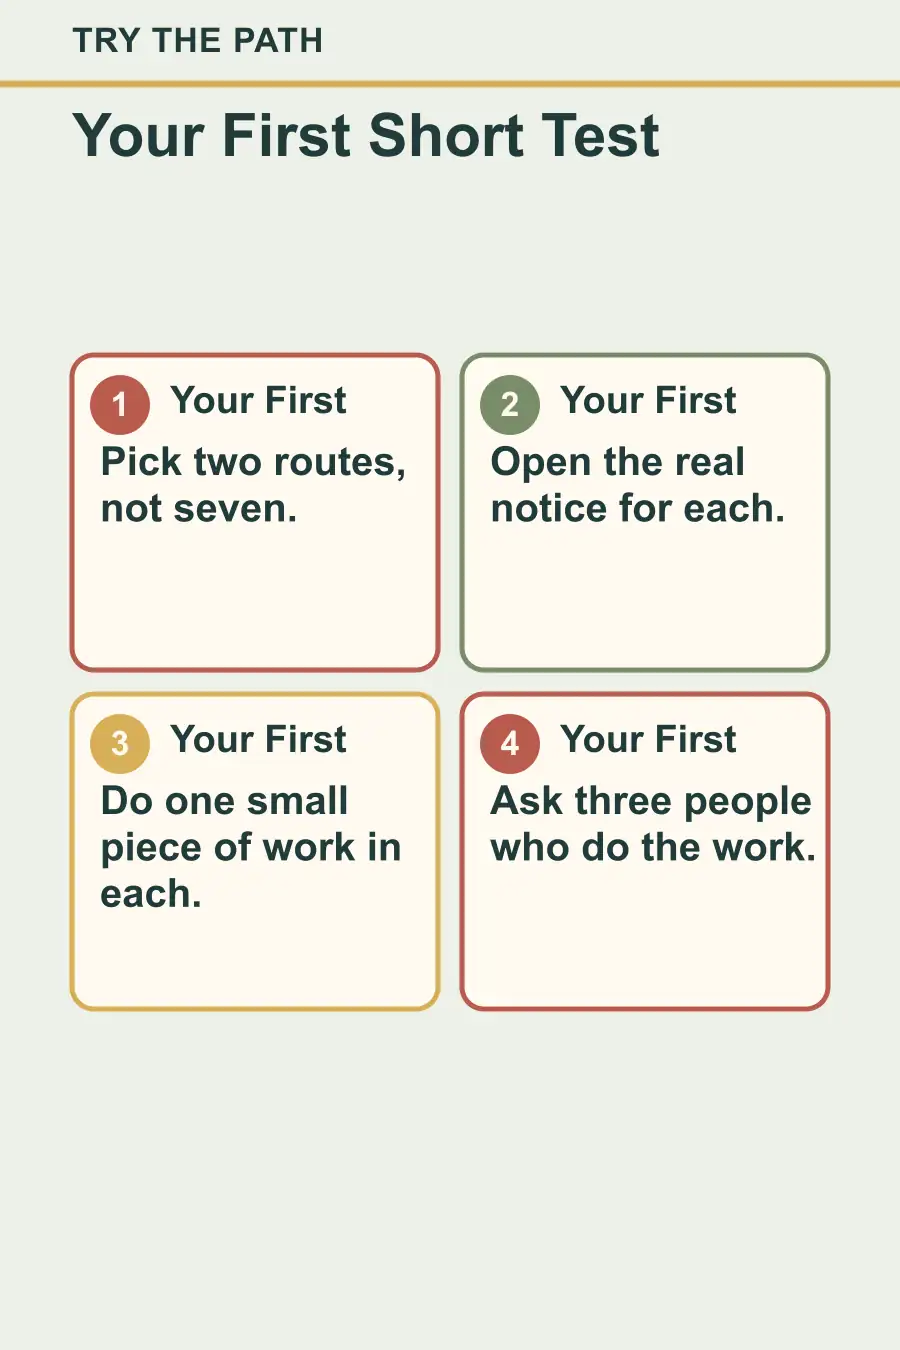 TRY THE PATH
Your First Short Test
1 Your First
Pick two routes,
not seven.
2 Your First
Open the real
notice for each.
3 Your First
Do one small
piece of work in
each.
4 Your First
Ask three people
who do the work.